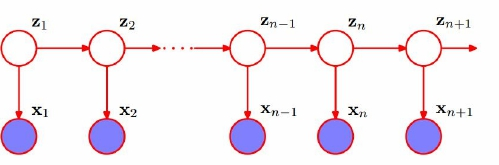 z1 z2 zn−1 zn zn+1
x1 x2 xn−1 xn xn+1